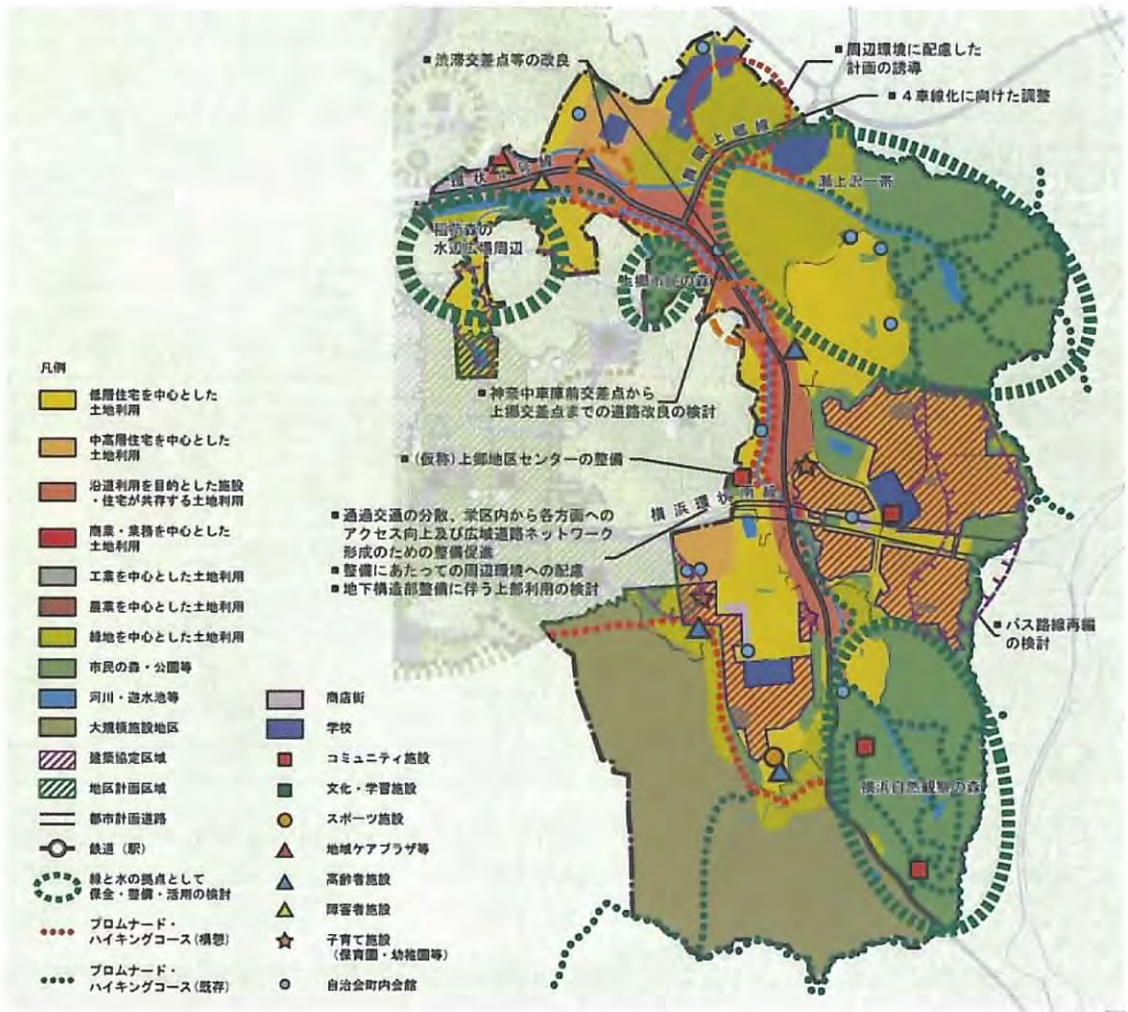 ■渋滞交差点等の改良
■周辺環境に配慮した
計画の誘導
■４車線化に向けた調整
環状4号線
舞岡上郷線
瀬上沢一帯
稲荷森の
水辺広場周辺
上郷市民の森
■神奈中車庫前交差点から
上郷交差点までの道路改良の検討
■(仮称)上郷地区センターの整備
横浜環状南線
■通過交通の分散、栄区内から各方面への
アクセス向上及び広域道路ネットワーク
形成のための整備促進
■整備にあたっての周辺環境への配慮
■地下構造部整備に伴う上部利用の検討
■バス路線再編
の検討
横浜自然観察の森
凡例
低層住宅を中心とした
土地利用
中高層住宅を中心とした
土地利用
沿道利用を目的とした施設
・住宅が共存する土地利用
商業・業務を中心とした
土地利用
工業を中心とした土地利用
農業を中心とした土地利用
緑地を中心とした土地利用
市民の森・公園等
河川・遊水池等
大規模施設地区
建築協定区域
地区計画区域
都市計画道路
鉄道（駅）
緑と水の拠点として
保全・整備・活用の検討
プロムナード・
ハイキングコース(構想)
プロムナード・
ハイキングコース(既存)
商店街
学校
コミュニティ施設
文化・学習施設
スポーツ施設
地域ケアプラザ等
高齢者施設
障害者施設
子育て施設
（保育園・幼稚園等）
自治会町内会館